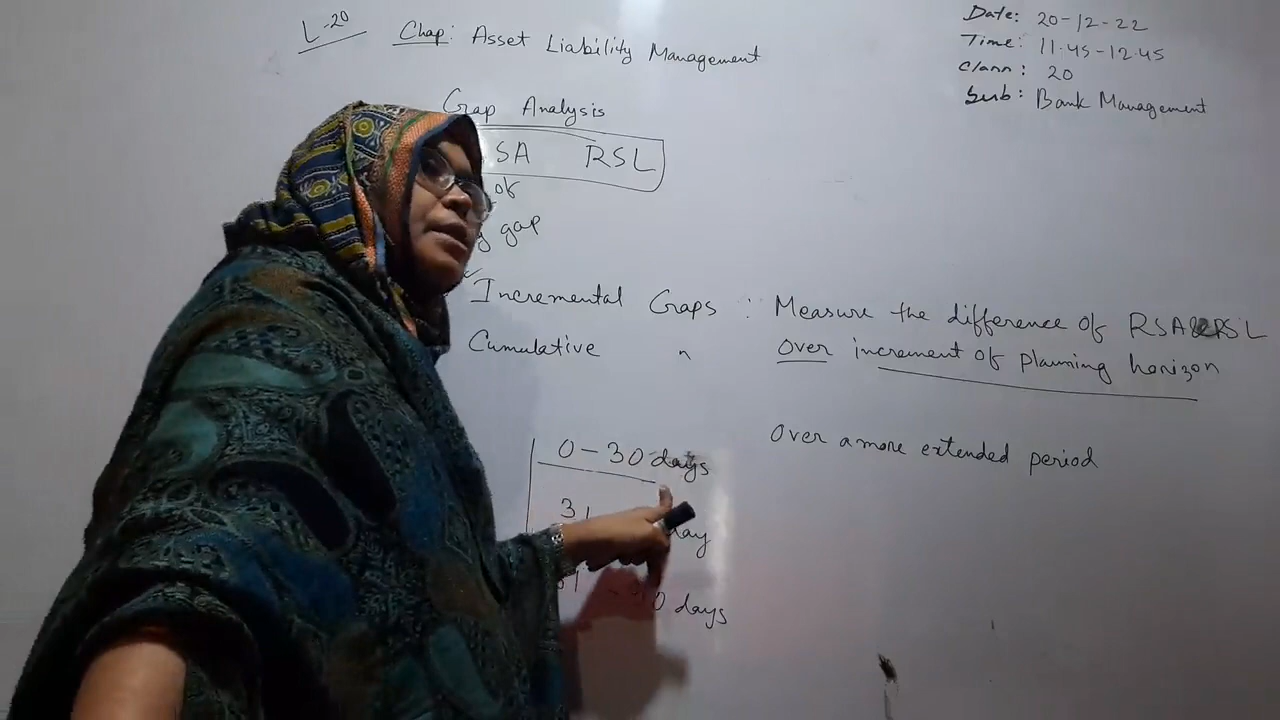 L-20 Chap: Asset Liability Management
Date: 20-12-22
Time: 11.45-12.45
Class: 20
Sub: Bank Management
Gap Analysis
SA RSL
of
gap
Incremental Gaps : Measure the difference of RSA & RSL
Cumulative " over increment of planning horizon
Over a more extended period
0-30 days
31 day
days